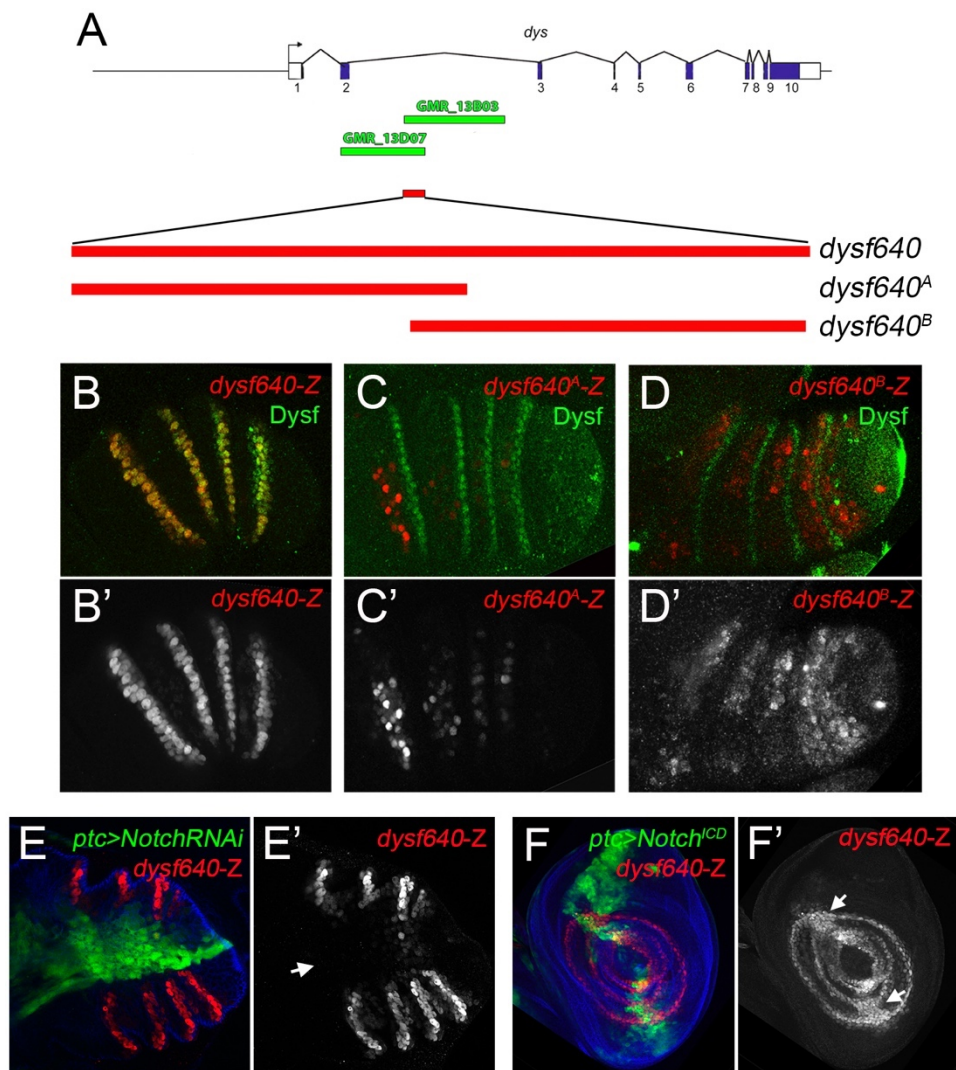 A
dys
1 2 3 4 5 6 7 8 9 10
GMR_13B03
GMR_13D07
dysf640
dysf640A
dysf640B
B dysf640-Z
Dysf
C dysf640A-Z
Dysf
D dysf640B-Z
Dysf
B' dysf640-Z
C' dysf640A-Z
D' dysf640B-Z
E ptc>NotchRNAi
dysf640-Z
E' dysf640-Z
F ptc>NotchICD
dysf640-Z
F' dysf640-Z